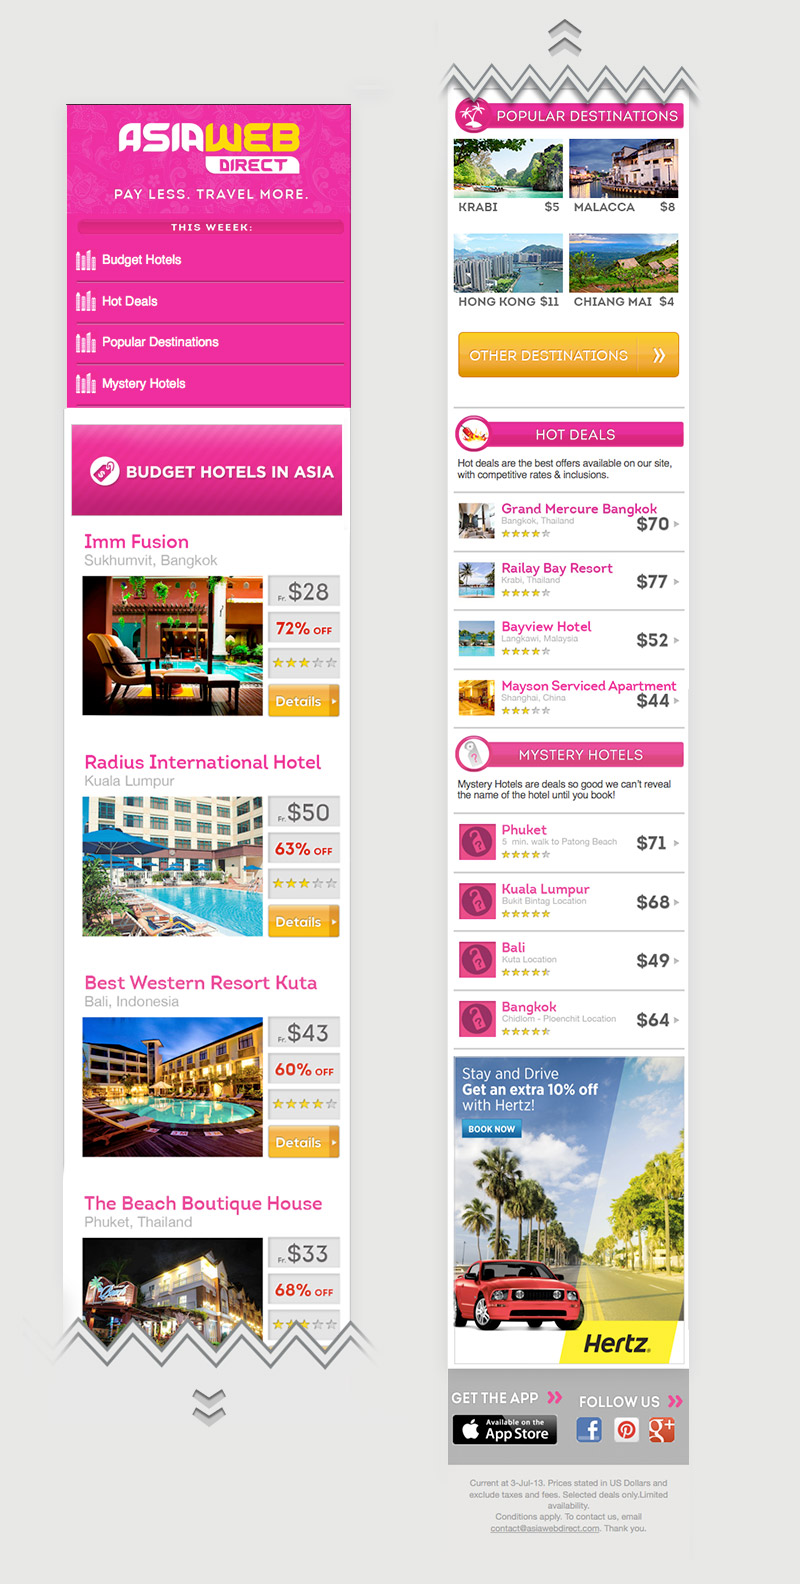 ASIAWEB
DIRECT
PAY LESS. TRAVEL MORE.
THIS WEEEK:
Budget Hotels
Hot Deals
Popular Destinations
Mystery Hotels
BUDGET HOTELS IN ASIA
Imm Fusion
Sukhumvit, Bangkok
Fr. $28
72% OFF
Details
Radius International Hotel
Kuala Lumpur
Fr. $50
63% OFF
Details
Best Western Resort Kuta
Bali, Indonesia
Fr. $43
60% OFF
Details
The Beach Boutique House
Phuket, Thailand
Fr. $33
68% OFF
POPULAR DESTINATIONS
KRABI $5
MALACCA $8
HONG KONG $11
CHIANG MAI $4
OTHER DESTINATIONS
HOT DEALS
Hot deals are the best offers available on our site,
with competitive rates & inclusions.
Grand Mercure Bangkok
Bangkok, Thailand
$70
Railay Bay Resort
Krabi, Thailand
$77
Bayview Hotel
Langkawi, Malaysia
$52
Mayson Serviced Apartment
Shanghai, China
$44
MYSTERY HOTELS
Mystery Hotels are deals so good we can't reveal
the name of the hotel until you book!
Phuket
5 min. walk to Patong Beach
$71
Kuala Lumpur
Bukit Bintag Location
$68
Bali
Kuta Location
$49
Bangkok
Chidlom - Ploenchit Location
$64
Stay and Drive
Get an extra 10% off
with Hertz!
BOOK NOW
Hertz.
GET THE APP
FOLLOW US
Available on the
App Store
Current at 3-Jul-13. Prices stated in US Dollars and
exclude taxes and fees. Selected deals only.Limited
availability.
Conditions apply. To contact us, email
contact@asiawebdirect.com. Thank you.